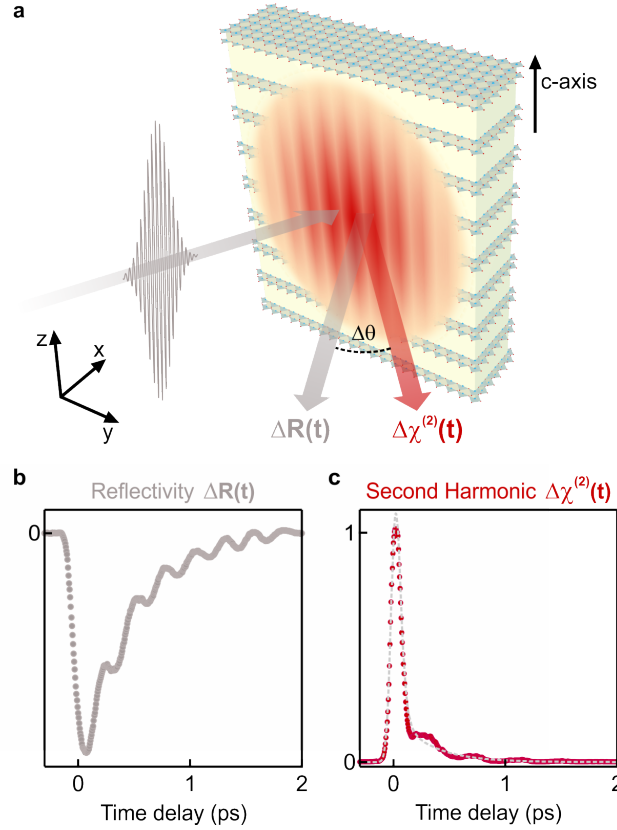 a
c-axis
z
x
y
Δθ
ΔR(t)
Δχ⁽²⁾(t)
b
Reflectivity ΔR(t)
0
0
1
2
Time delay (ps)
c
Second Harmonic Δχ⁽²⁾(t)
1
0
0
1
2
Time delay (ps)